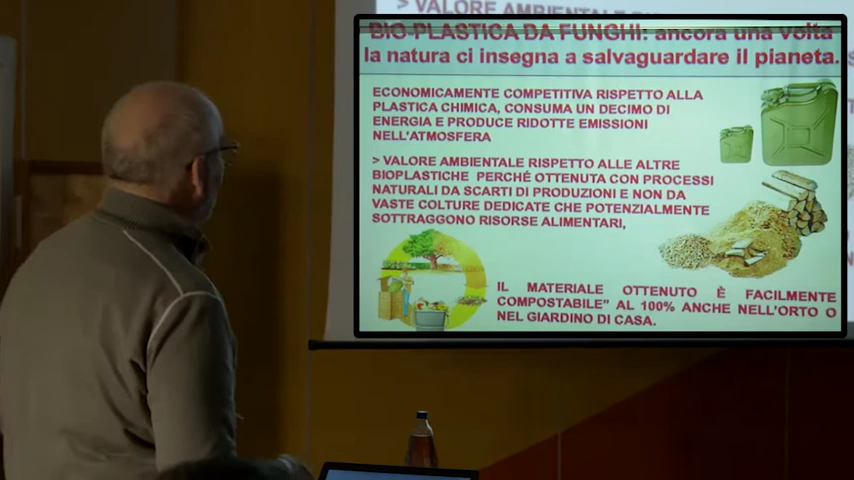 > VALORE AMBIENTALE
BIO-PLASTICA DA FUNGHI: ancora una volta
la natura ci insegna a salvaguardare il pianeta.
ECONOMICAMENTE COMPETITIVA RISPETTO ALLA
PLASTICA CHIMICA, CONSUMA UN DECIMO DI
ENERGIA E PRODUCE RIDOTTE EMISSIONI
NELL'ATMOSFERA
> VALORE AMBIENTALE RISPETTO ALLE ALTRE
BIOPLASTICHE PERCHÉ OTTENUTA CON PROCESSI
NATURALI DA SCARTI DI PRODUZIONI E NON DA
VASTE COLTURE DEDICATE CHE POTENZIALMENTE
SOTTRAGGONO RISORSE ALIMENTARI,
IL MATERIALE OTTENUTO È FACILMENTE
COMPOSTABILE" AL 100% ANCHE NELL'ORTO O
NEL GIARDINO DI CASA.